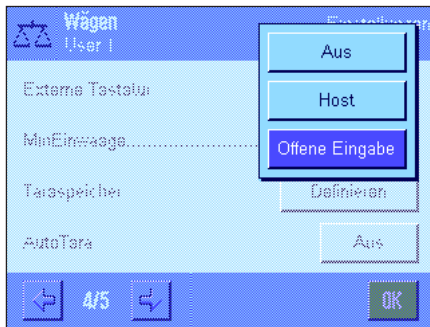 Wägen
User 1
Aus
Host
Offene Eingabe
Externe Tastatur
MinEinwaage
Taraspeicher
Definieren
AutoTara
Aus
4/5
OK